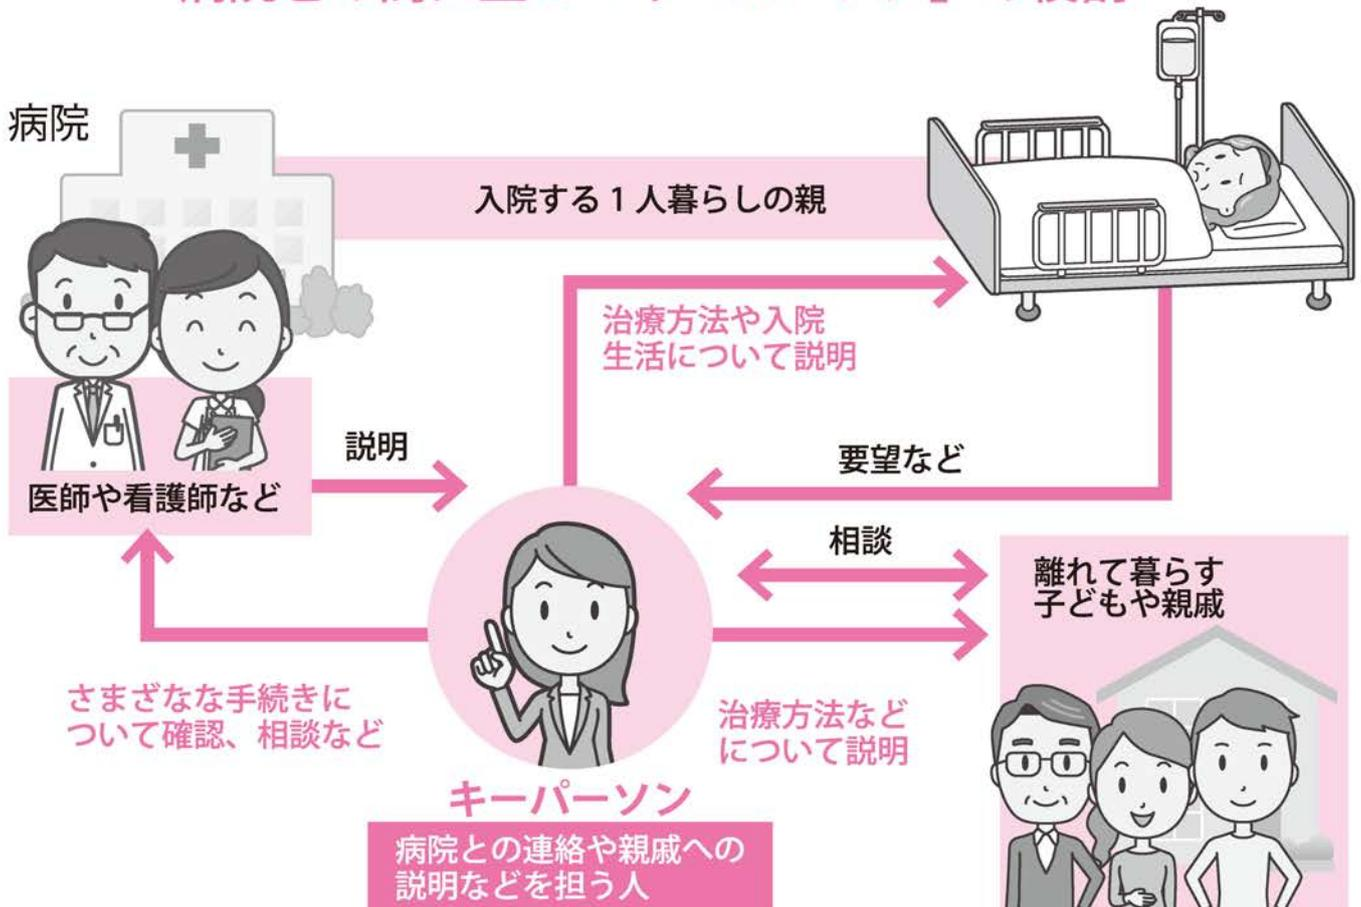 病院
入院する1人暮らしの親
治療方法や入院
生活について説明
説明
要望など
医師や看護師など
相談
離れて暮らす
子どもや親戚
さまざなな手続きに
ついて確認、相談など
治療方法など
について説明
キーパーソン
病院との連絡や親戚への
説明などを担う人